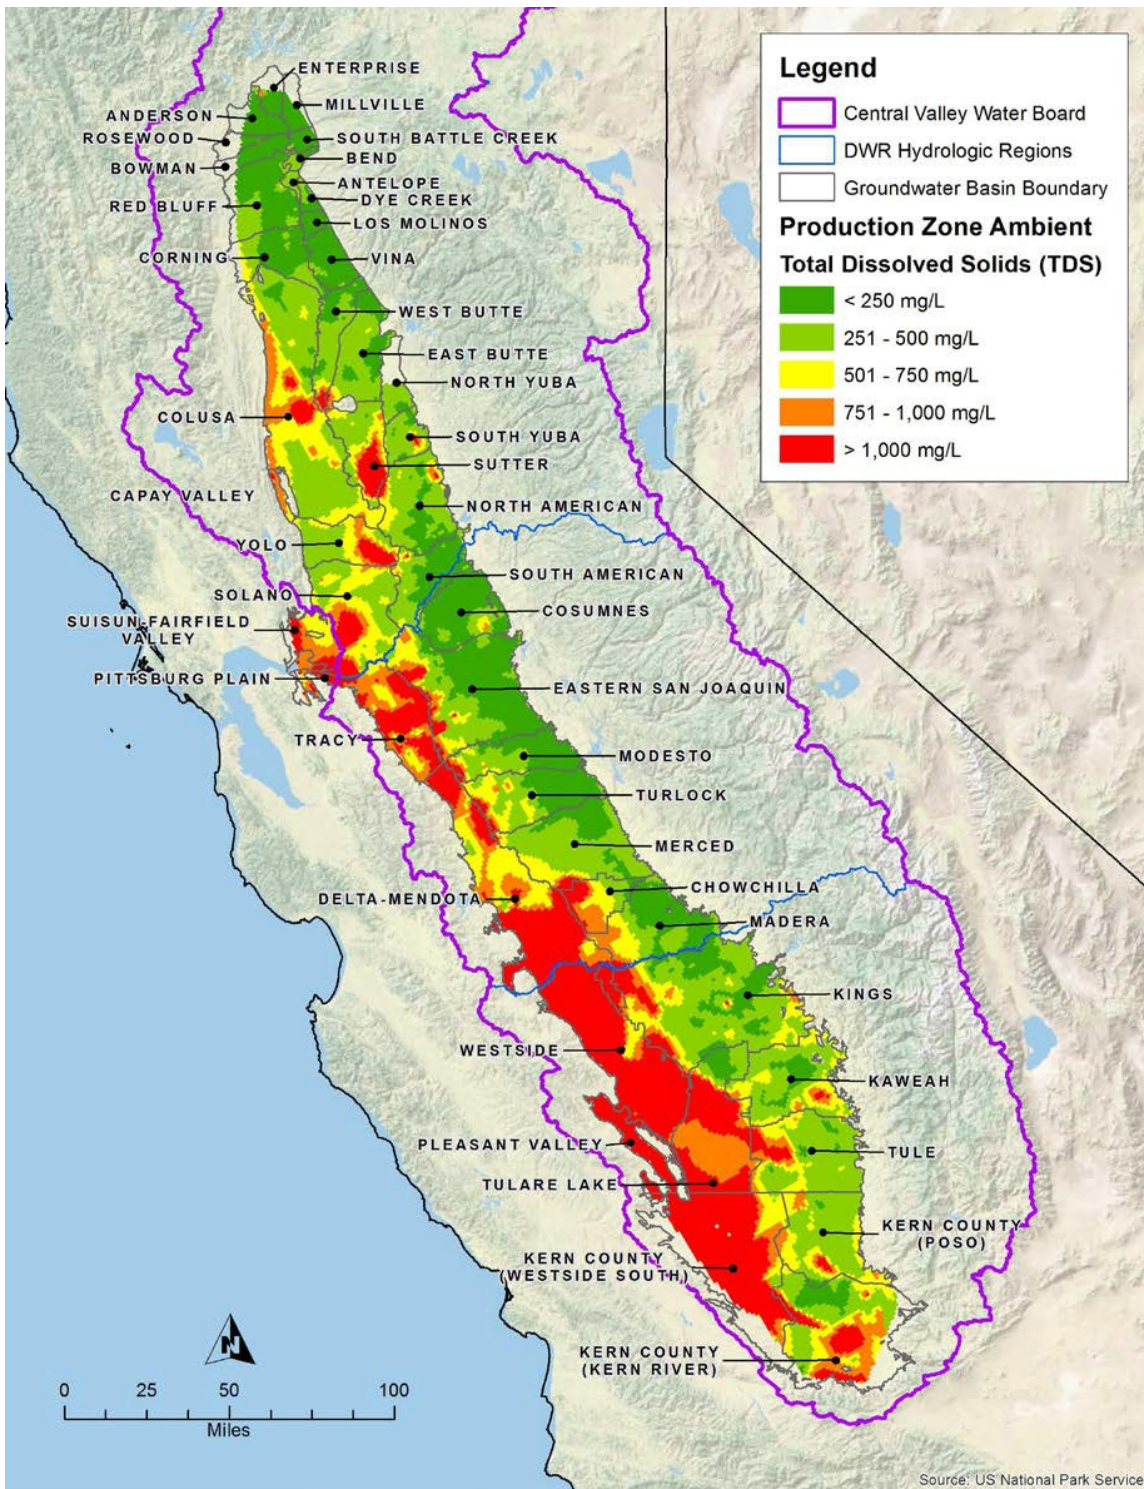 ENTERPRISE
ANDERSON
MILLVILLE
ROSEWOOD
SOUTH BATTLE CREEK
BOWMAN
BEND
ANTELOPE
RED BLUFF
DYE CREEK
LOS MOLINOS
CORNING
VINA
WEST BUTTE
EAST BUTTE
NORTH YUBA
COLUSA
SOUTH YUBA
SUTTER
CAPAY VALLEY
NORTH AMERICAN
YOLO
SOUTH AMERICAN
SOLANO
COSUMNES
SUISUN-FAIRFIELD
VALLEY
PITTSBURG PLAIN
EASTERN SAN JOAQUIN
TRACY
MODESTO
TURLOCK
MERCED
CHOWCHILLA
DELTA-MENDOTA
MADERA
KINGS
WESTSIDE
KAWEAH
PLEASANT VALLEY
TULE
TULARE LAKE
KERN COUNTY
(POSO)
KERN COUNTY
(WESTSIDE SOUTH)
KERN COUNTY
(KERN RIVER)
Legend
Central Valley Water Board
DWR Hydrologic Regions
Groundwater Basin Boundary
Production Zone Ambient
Total Dissolved Solids (TDS)
< 250 mg/L
251 - 500 mg/L
501 - 750 mg/L
751 - 1,000 mg/L
> 1,000 mg/L
N
0 25 50 100
Miles
Source: US National Park Service